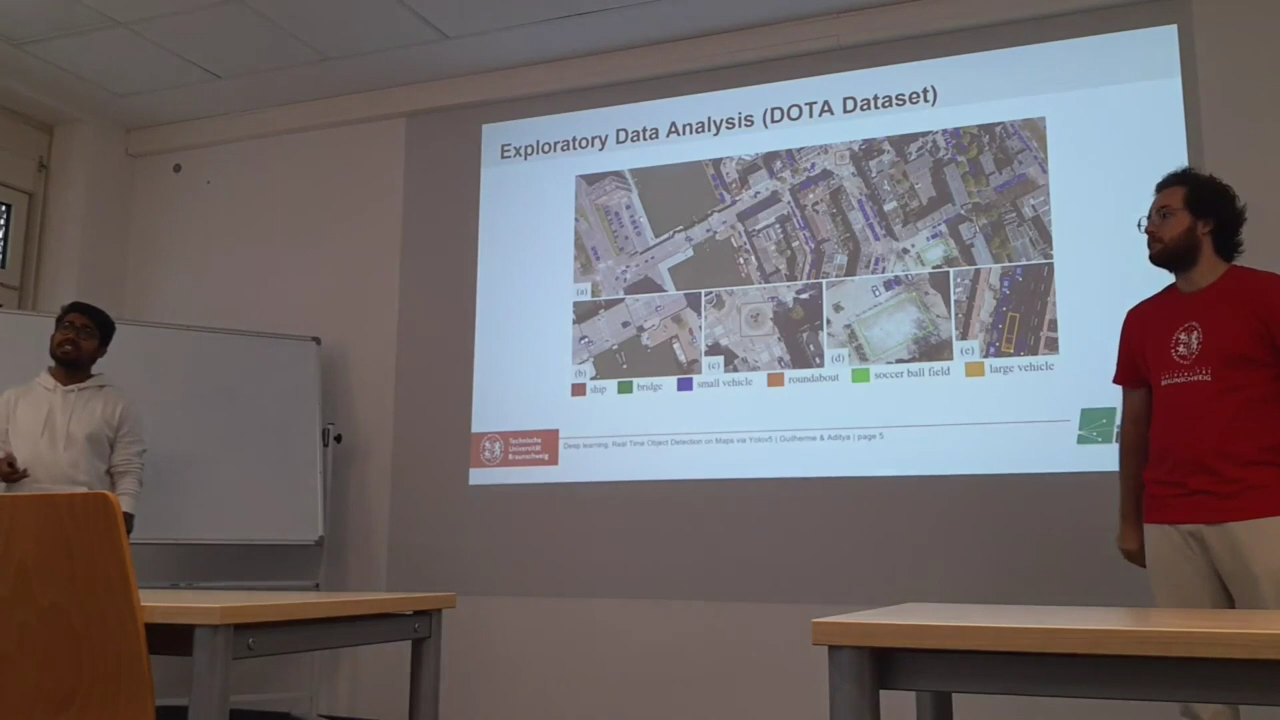 Exploratory Data Analysis (DOTA Dataset)
(a)
(b)
(c)
(d)
(e)
ship
bridge
small vehicle
roundabout
soccer ball field
large vehicle
Technische
Universität
Braunschweig
Deep learning, Real Time Object Detection on Maps via Yolov5 | Guilherme & Aditya | page 5
BRAUNSCHWEIG